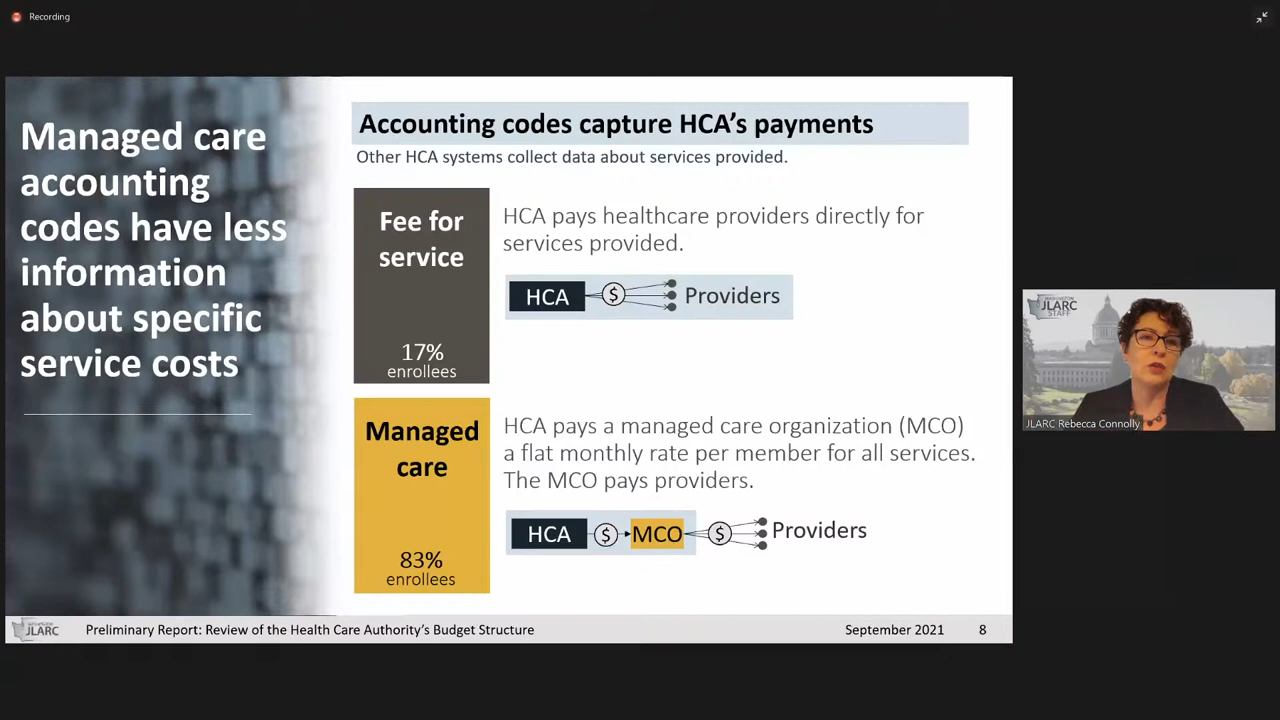 Recording
Managed care
accounting
codes have less
information
about specific
service costs
Accounting codes capture HCA's payments
Other HCA systems collect data about services provided.
Fee for
service
17%
enrollees
HCA pays healthcare providers directly for
services provided.
HCA $ Providers
Managed
care
83%
enrollees
HCA pays a managed care organization (MCO)
a flat monthly rate per member for all services.
The MCO pays providers.
HCA $ MCO $ Providers
JLARC
Preliminary Report: Review of the Health Care Authority's Budget Structure
September 2021 8
JLARC
STAFF
JLARC Rebecca Connolly